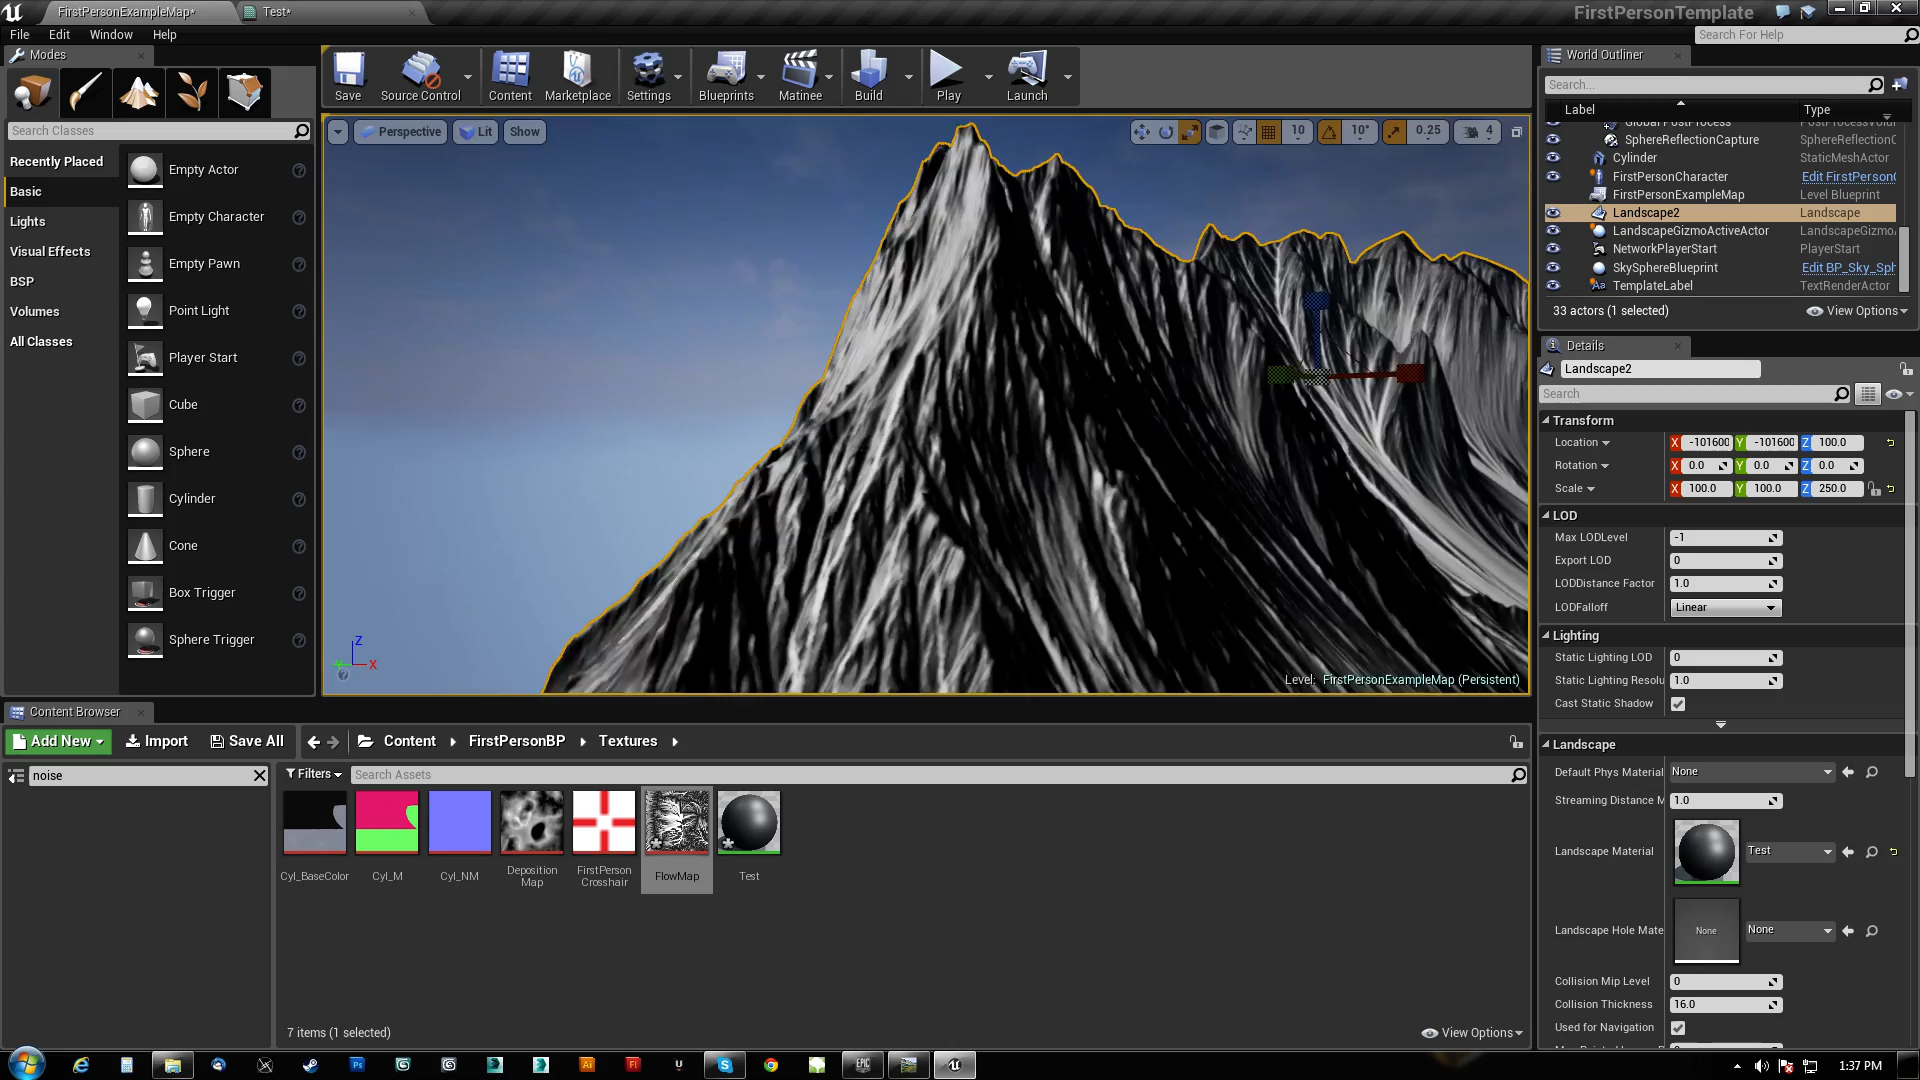 FirstPersonExampleMap*
Test*
FirstPersonTemplate
File
Edit
Window
Help
Search For Help
Modes
Save
Source Control
Content
Marketplace
Settings
Blueprints
Matinee
Build
Play
Launch
World Outliner
Search...
Label
Type
Search Classes
Perspective
Lit
Show
10
10°
0.25
4
Global PostProcess
PostProcessVolu
SphereReflectionCapture
SphereReflectionC
Cylinder
StaticMeshActor
FirstPersonCharacter
Edit FirstPerson
FirstPersonExampleMap
Level Blueprint
Landscape2
Landscape
LandscapeGizmoActiveActor
LandscapeGizmo
NetworkPlayerStart
PlayerStart
SkySphereBlueprint
Edit BP_Sky_Sph
TemplateLabel
TextRenderActor
33 actors (1 selected)
View Options
Recently Placed
Basic
Lights
Visual Effects
BSP
Volumes
All Classes
Empty Actor
Empty Character
Empty Pawn
Point Light
Player Start
Cube
Sphere
Cylinder
Cone
Box Trigger
Sphere Trigger
Z
X
Y
Level: FirstPersonExampleMap (Persistent)
Details
Landscape2
Search
Transform
Location
X
-101600
Y
-101600
Z
100.0
Rotation
X
0.0
Y
0.0
Z
0.0
Scale
X
100.0
Y
100.0
Z
250.0
LOD
Max LODLevel
-1
Export LOD
0
LODDistance Factor
1.0
LODFalloff
Linear
Lighting
Static Lighting LOD
0
Static Lighting Resolu
1.0
Cast Static Shadow
Landscape
Default Phys Material
None
Streaming Distance M
1.0
Landscape Material
Test
Landscape Hole Mate
None
None
Collision Mip Level
0
Collision Thickness
16.0
Used for Navigation
Content Browser
Add New
Import
Save All
Content
FirstPersonBP
Textures
noise
Filters
Search Assets
Cyl_BaseColor
Cyl_M
Cyl_NM
Deposition
Map
FirstPerson
Crosshair
FlowMap
Test
7 items (1 selected)
View Options
Ps
Ai
Fl
EPIC
1:37 PM